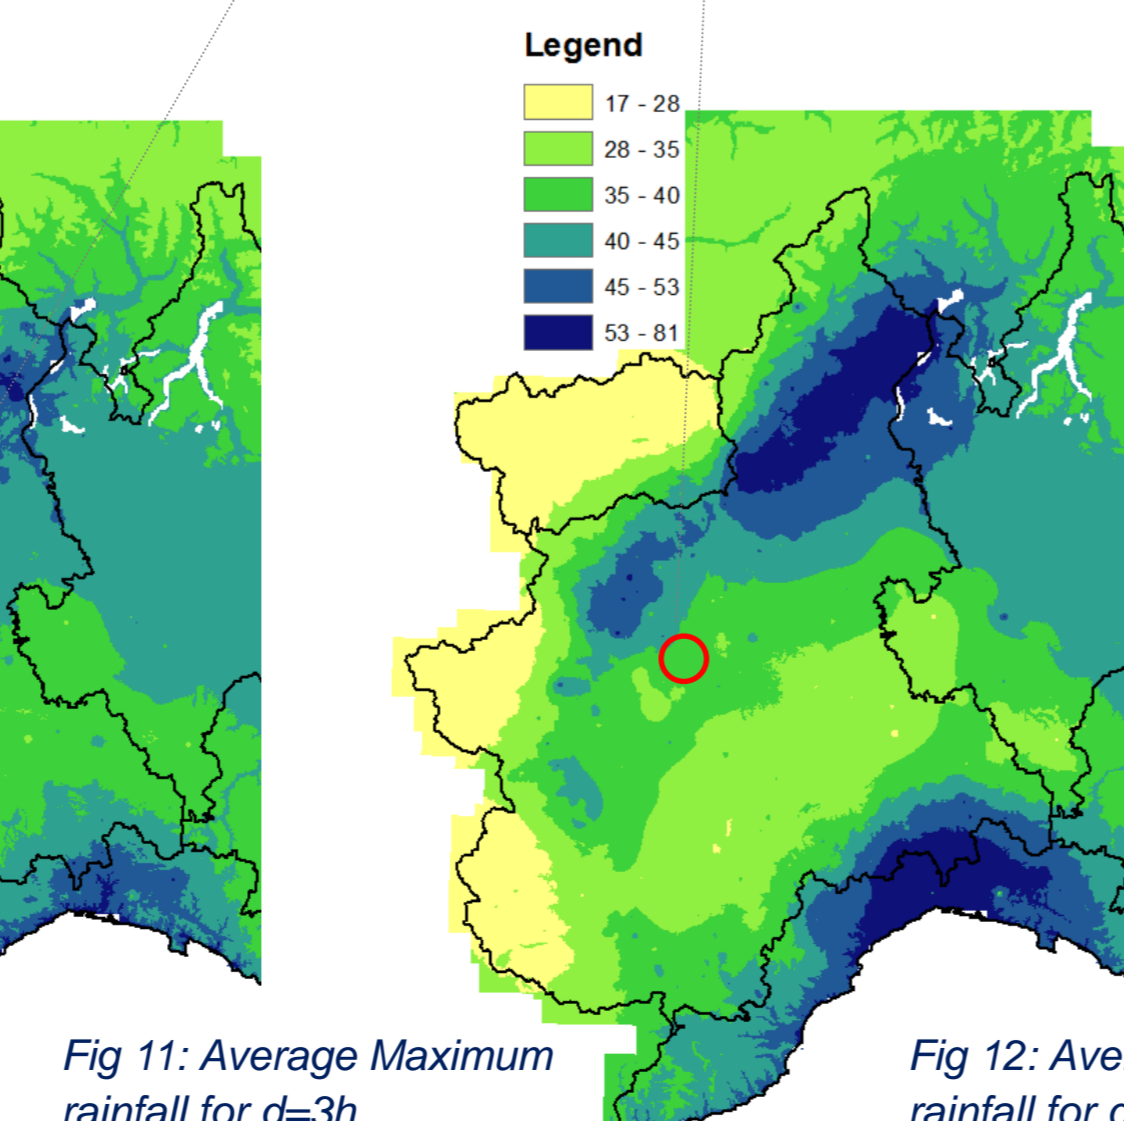 Legend
17 - 28
28 - 35
35 - 40
40 - 45
45 - 53
53 - 81
Fig 11: Average Maximum
rainfall for d=3h
Fig 12: Ave
rainfall for